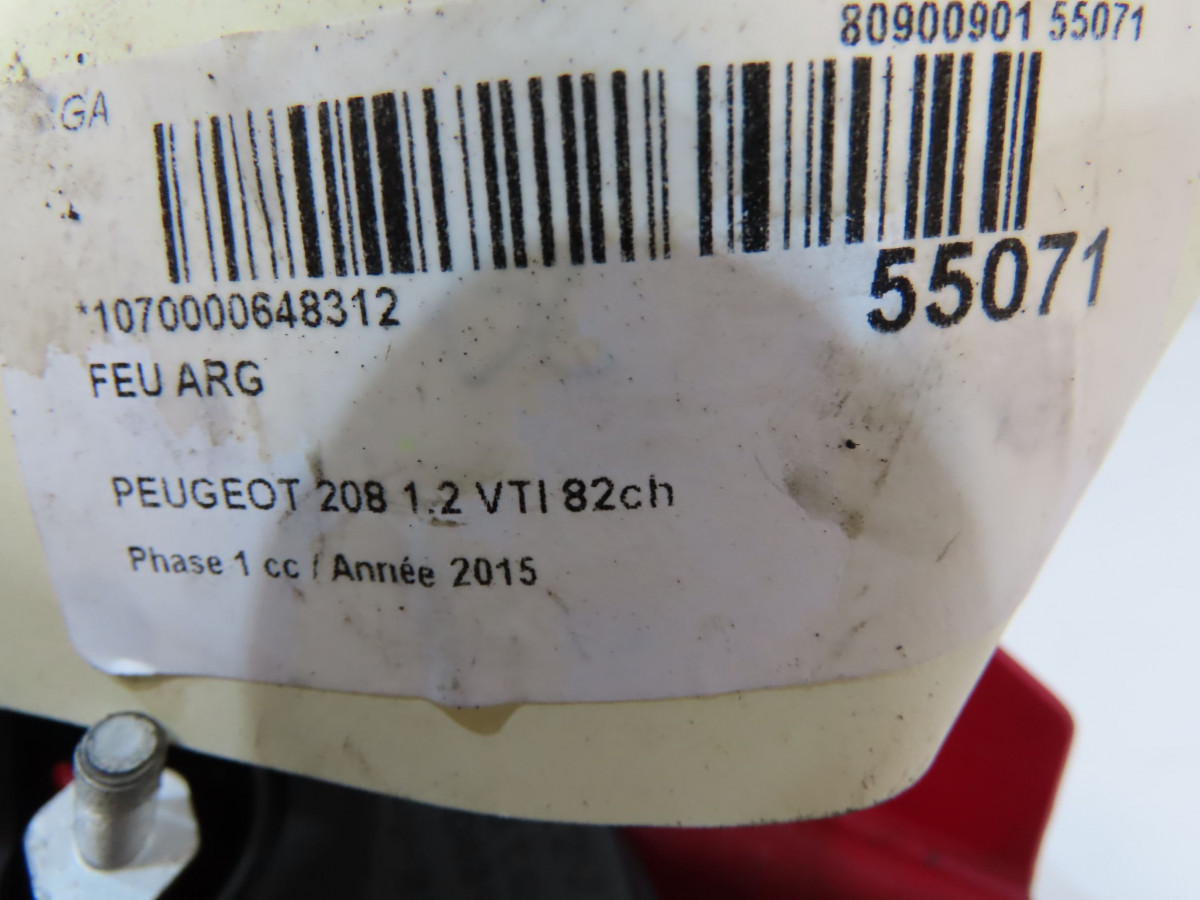 80900901 55071
GA
55071
*1070000648312
FEU ARG
PEUGEOT 208 1.2 VTI 82ch
Phase 1 cc / Année 2015